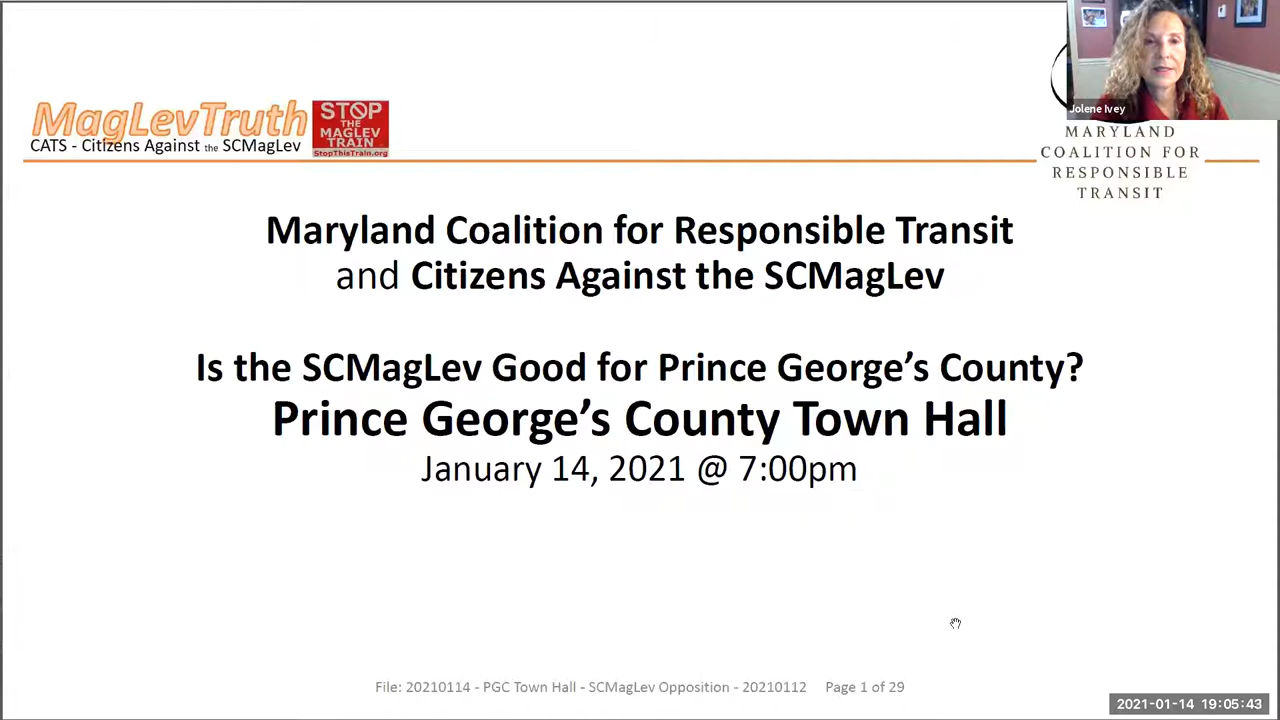 Jolene Ivey
MagLevTruth
CATS - Citizens Against the SCMagLev
STOP
THE
MAGLEV
TRAIN
StopThisTrain.org
MARYLAND
COALITION FOR
RESPONSIBLE
TRANSIT
Maryland Coalition for Responsible Transit
and Citizens Against the SCMagLev
Is the SCMagLev Good for Prince George’s County?
Prince George’s County Town Hall
January 14, 2021 @ 7:00pm
File: 20210114 - PGC Town Hall - SCMagLev Opposition - 20210112 Page 1 of 29
2021-01-14 19:05:43